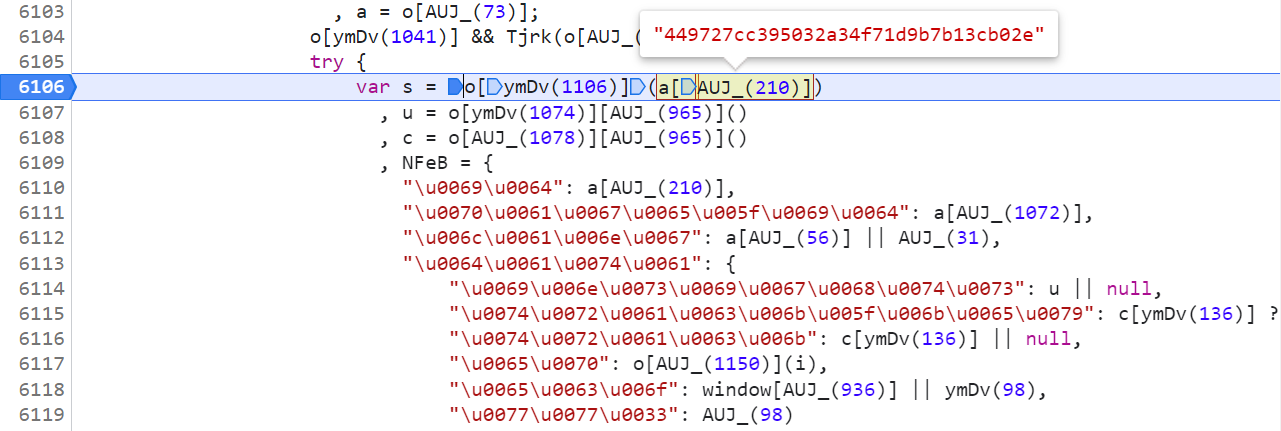 6103 , a = o[AUJ_(73)];
6104 o[ymDv(1041)] && Tjrk(o[AUJ_(
"449727cc395032a34f71d9b7b13cb02e"
6105 try {
6106 var s = o[ymDv(1106)](a[AUJ_(210)])
6107 , u = o[ymDv(1074)][AUJ_(965)]()
6108 , c = o[AUJ_(1078)][AUJ_(965)]()
6109 , NFeB = {
6110 "\u0069\u0064": a[AUJ_(210)],
6111 "\u0070\u0061\u0067\u0065\u005f\u0069\u0064": a[AUJ_(1072)],
6112 "\u006c\u0061\u006e\u0067": a[AUJ_(56)] || AUJ_(31),
6113 "\u0064\u0061\u0074\u0061": {
6114 "\u0069\u006e\u0073\u0069\u0067\u0068\u0074\u0073": u || null,
6115 "\u0074\u0072\u0061\u0063\u006b\u005f\u006b\u0065\u0079": c[ymDv(136)] ?
6116 "\u0074\u0072\u0061\u0063\u006b": c[ymDv(136)] || null,
6117 "\u0065\u0070": o[AUJ_(1150)](i),
6118 "\u0065\u0063\u006f": window[AUJ_(936)] || ymDv(98),
6119 "\u0077\u0077\u0033": AUJ_(98)